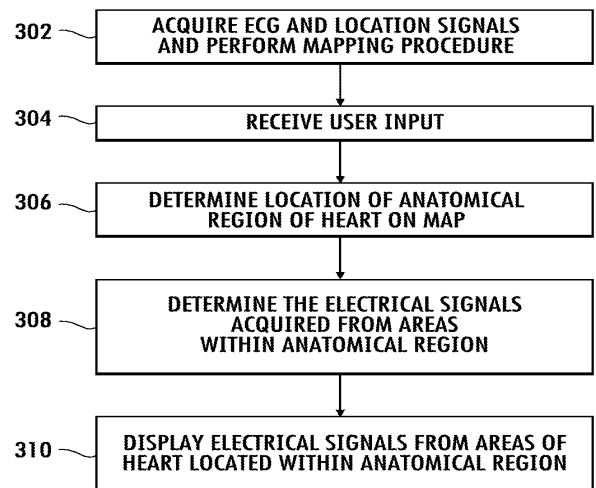 302
ACQUIRE ECG AND LOCATION SIGNALS
AND PERFORM MAPPING PROCEDURE
304
RECEIVE USER INPUT
306
DETERMINE LOCATION OF ANATOMICAL
REGION OF HEART ON MAP
308
DETERMINE THE ELECTRICAL SIGNALS
ACQUIRED FROM AREAS
WITHIN ANATOMICAL REGION
310
DISPLAY ELECTRICAL SIGNALS FROM AREAS OF
HEART LOCATED WITHIN ANATOMICAL REGION